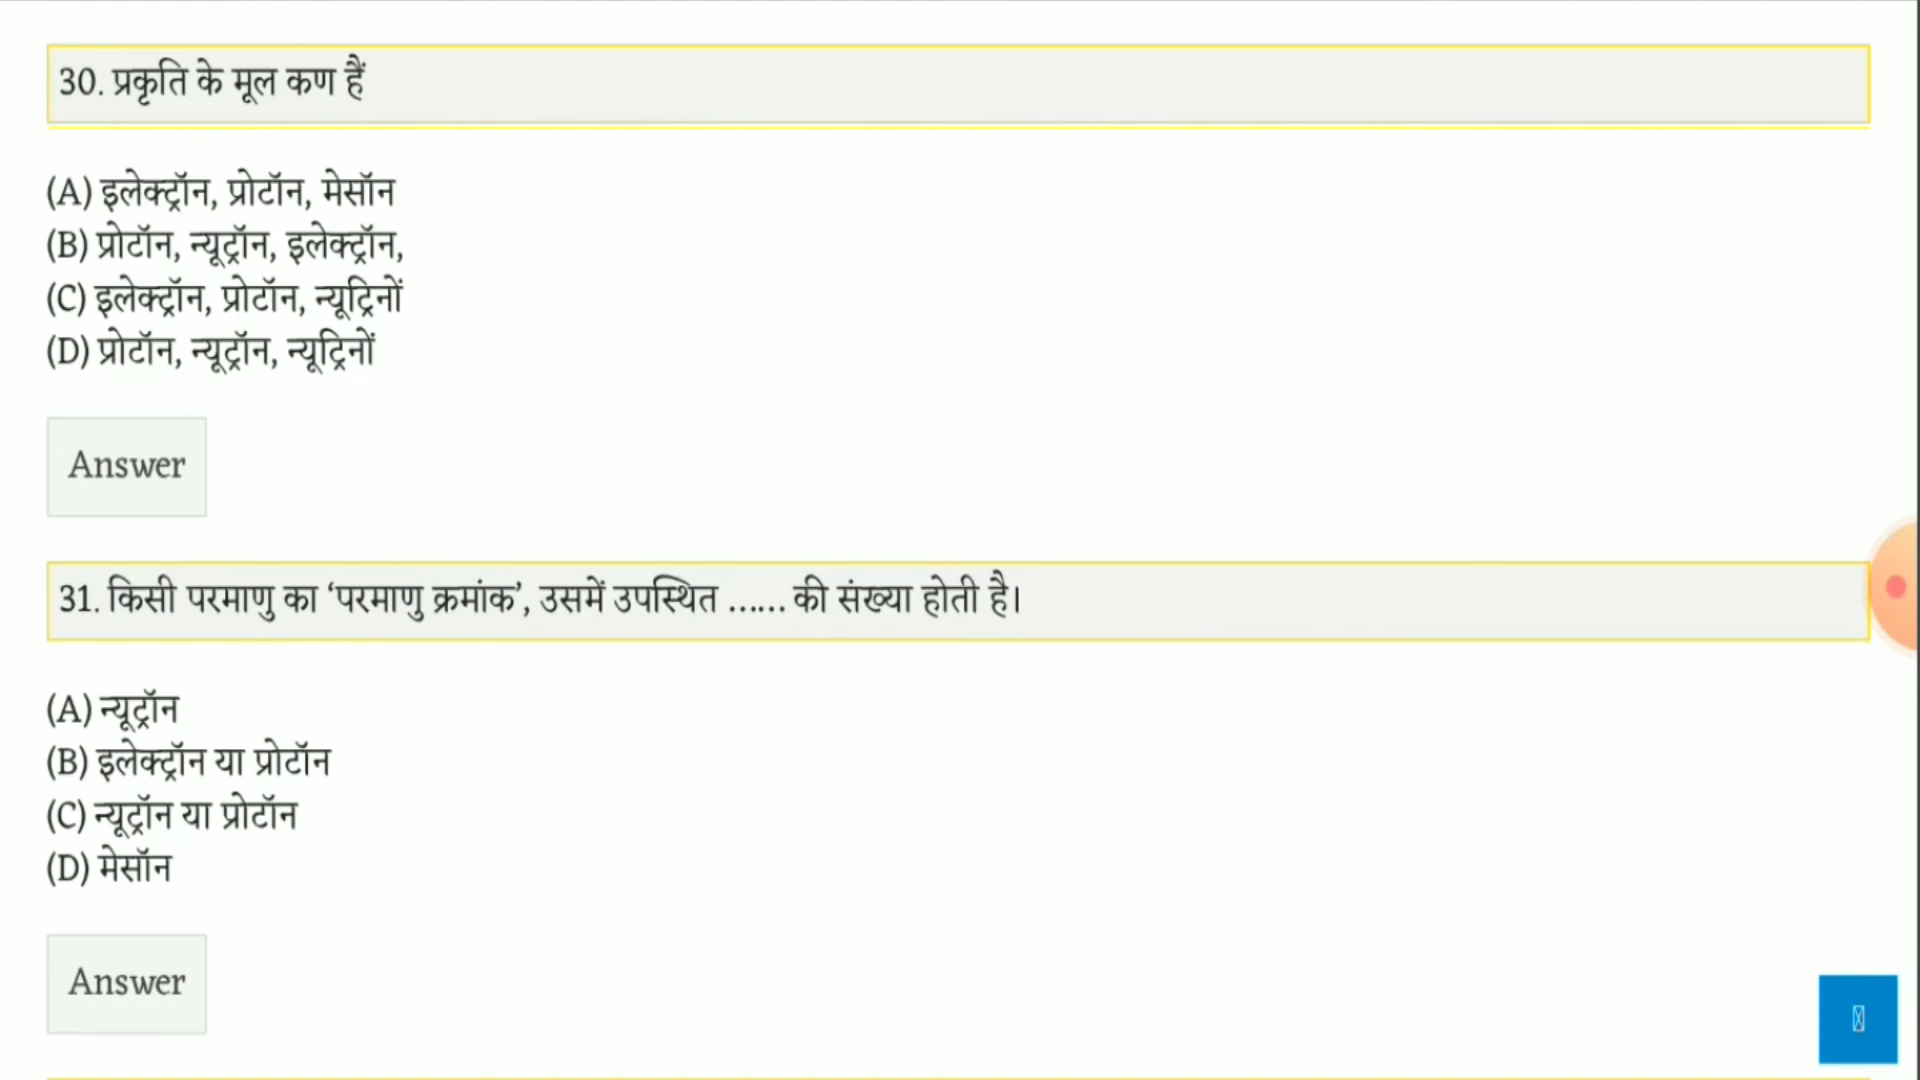 30. प्रकृति के मूल कण हैं
(A) इलेक्ट्रॉन, प्रोटॉन, मेसॉन
(B) प्रोटॉन, न्यूट्रॉन, इलेक्ट्रॉन,
(C) इलेक्ट्रॉन, प्रोटॉन, न्यूट्रिनों
(D) प्रोटॉन, न्यूट्रॉन, न्यूट्रिनों
Answer
31. किसी परमाणु का ‘परमाणु क्रमांक’, उसमें उपस्थित …… की संख्या होती है।
(A) न्यूट्रॉन
(B) इलेक्ट्रॉन या प्रोटॉन
(C) न्यूट्रॉन या प्रोटॉन
(D) मेसॉन
Answer